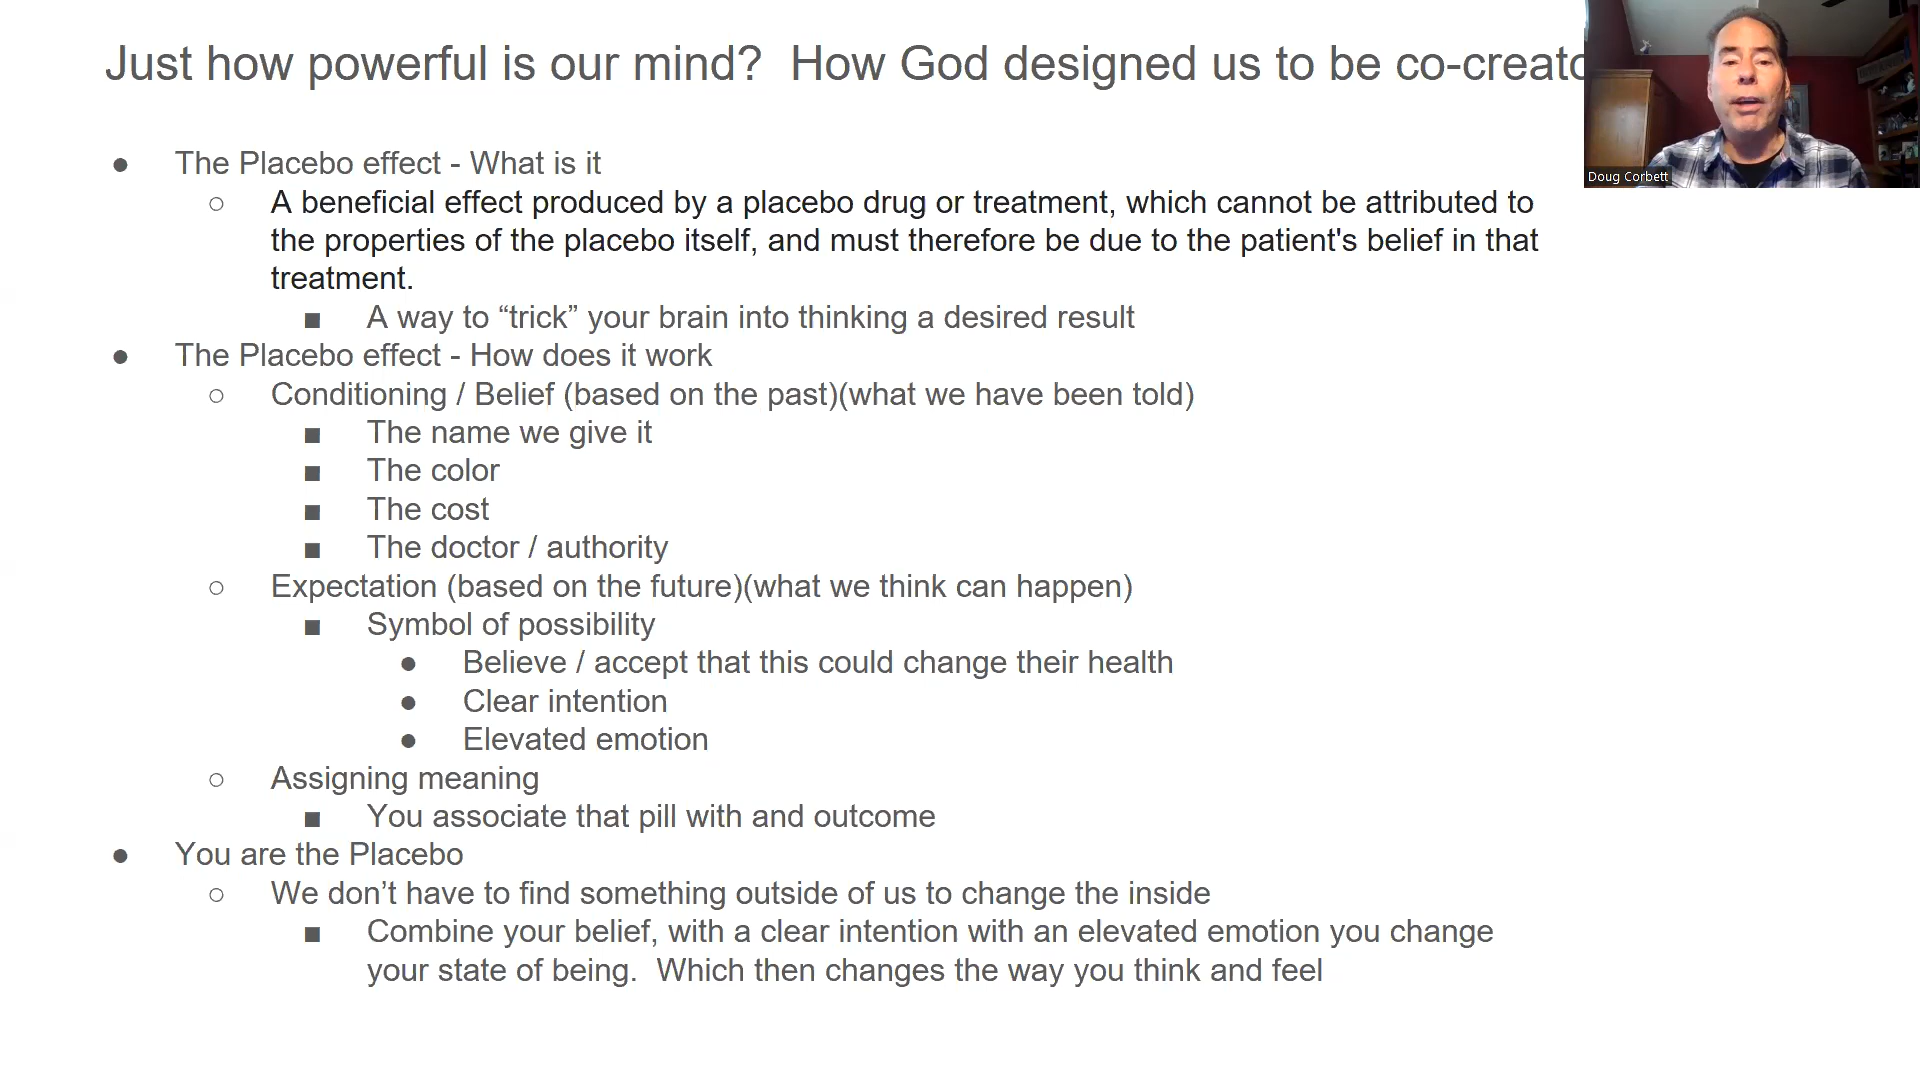 Just how powerful is our mind?  How God designed us to be
Doug Corbett
● The Placebo effect - What is it
○ A beneficial effect produced by a placebo drug or treatment, which cannot be attributed to
the properties of the placebo itself, and must therefore be due to the patient's belief in that
treatment.
■ A way to “trick” your brain into thinking a desired result
● The Placebo effect - How does it work
○ Conditioning / Belief (based on the past)(what we have been told)
■ The name we give it
■ The color
■ The cost
■ The doctor / authority
○ Expectation (based on the future)(what we think can happen)
■ Symbol of possibility
● Believe / accept that this could change their health
● Clear intention
● Elevated emotion
○ Assigning meaning
■ You associate that pill with and outcome
● You are the Placebo
○ We don’t have to find something outside of us to change the inside
■ Combine your belief, with a clear intention with an elevated emotion you change
your state of being.  Which then changes the way you think and feel